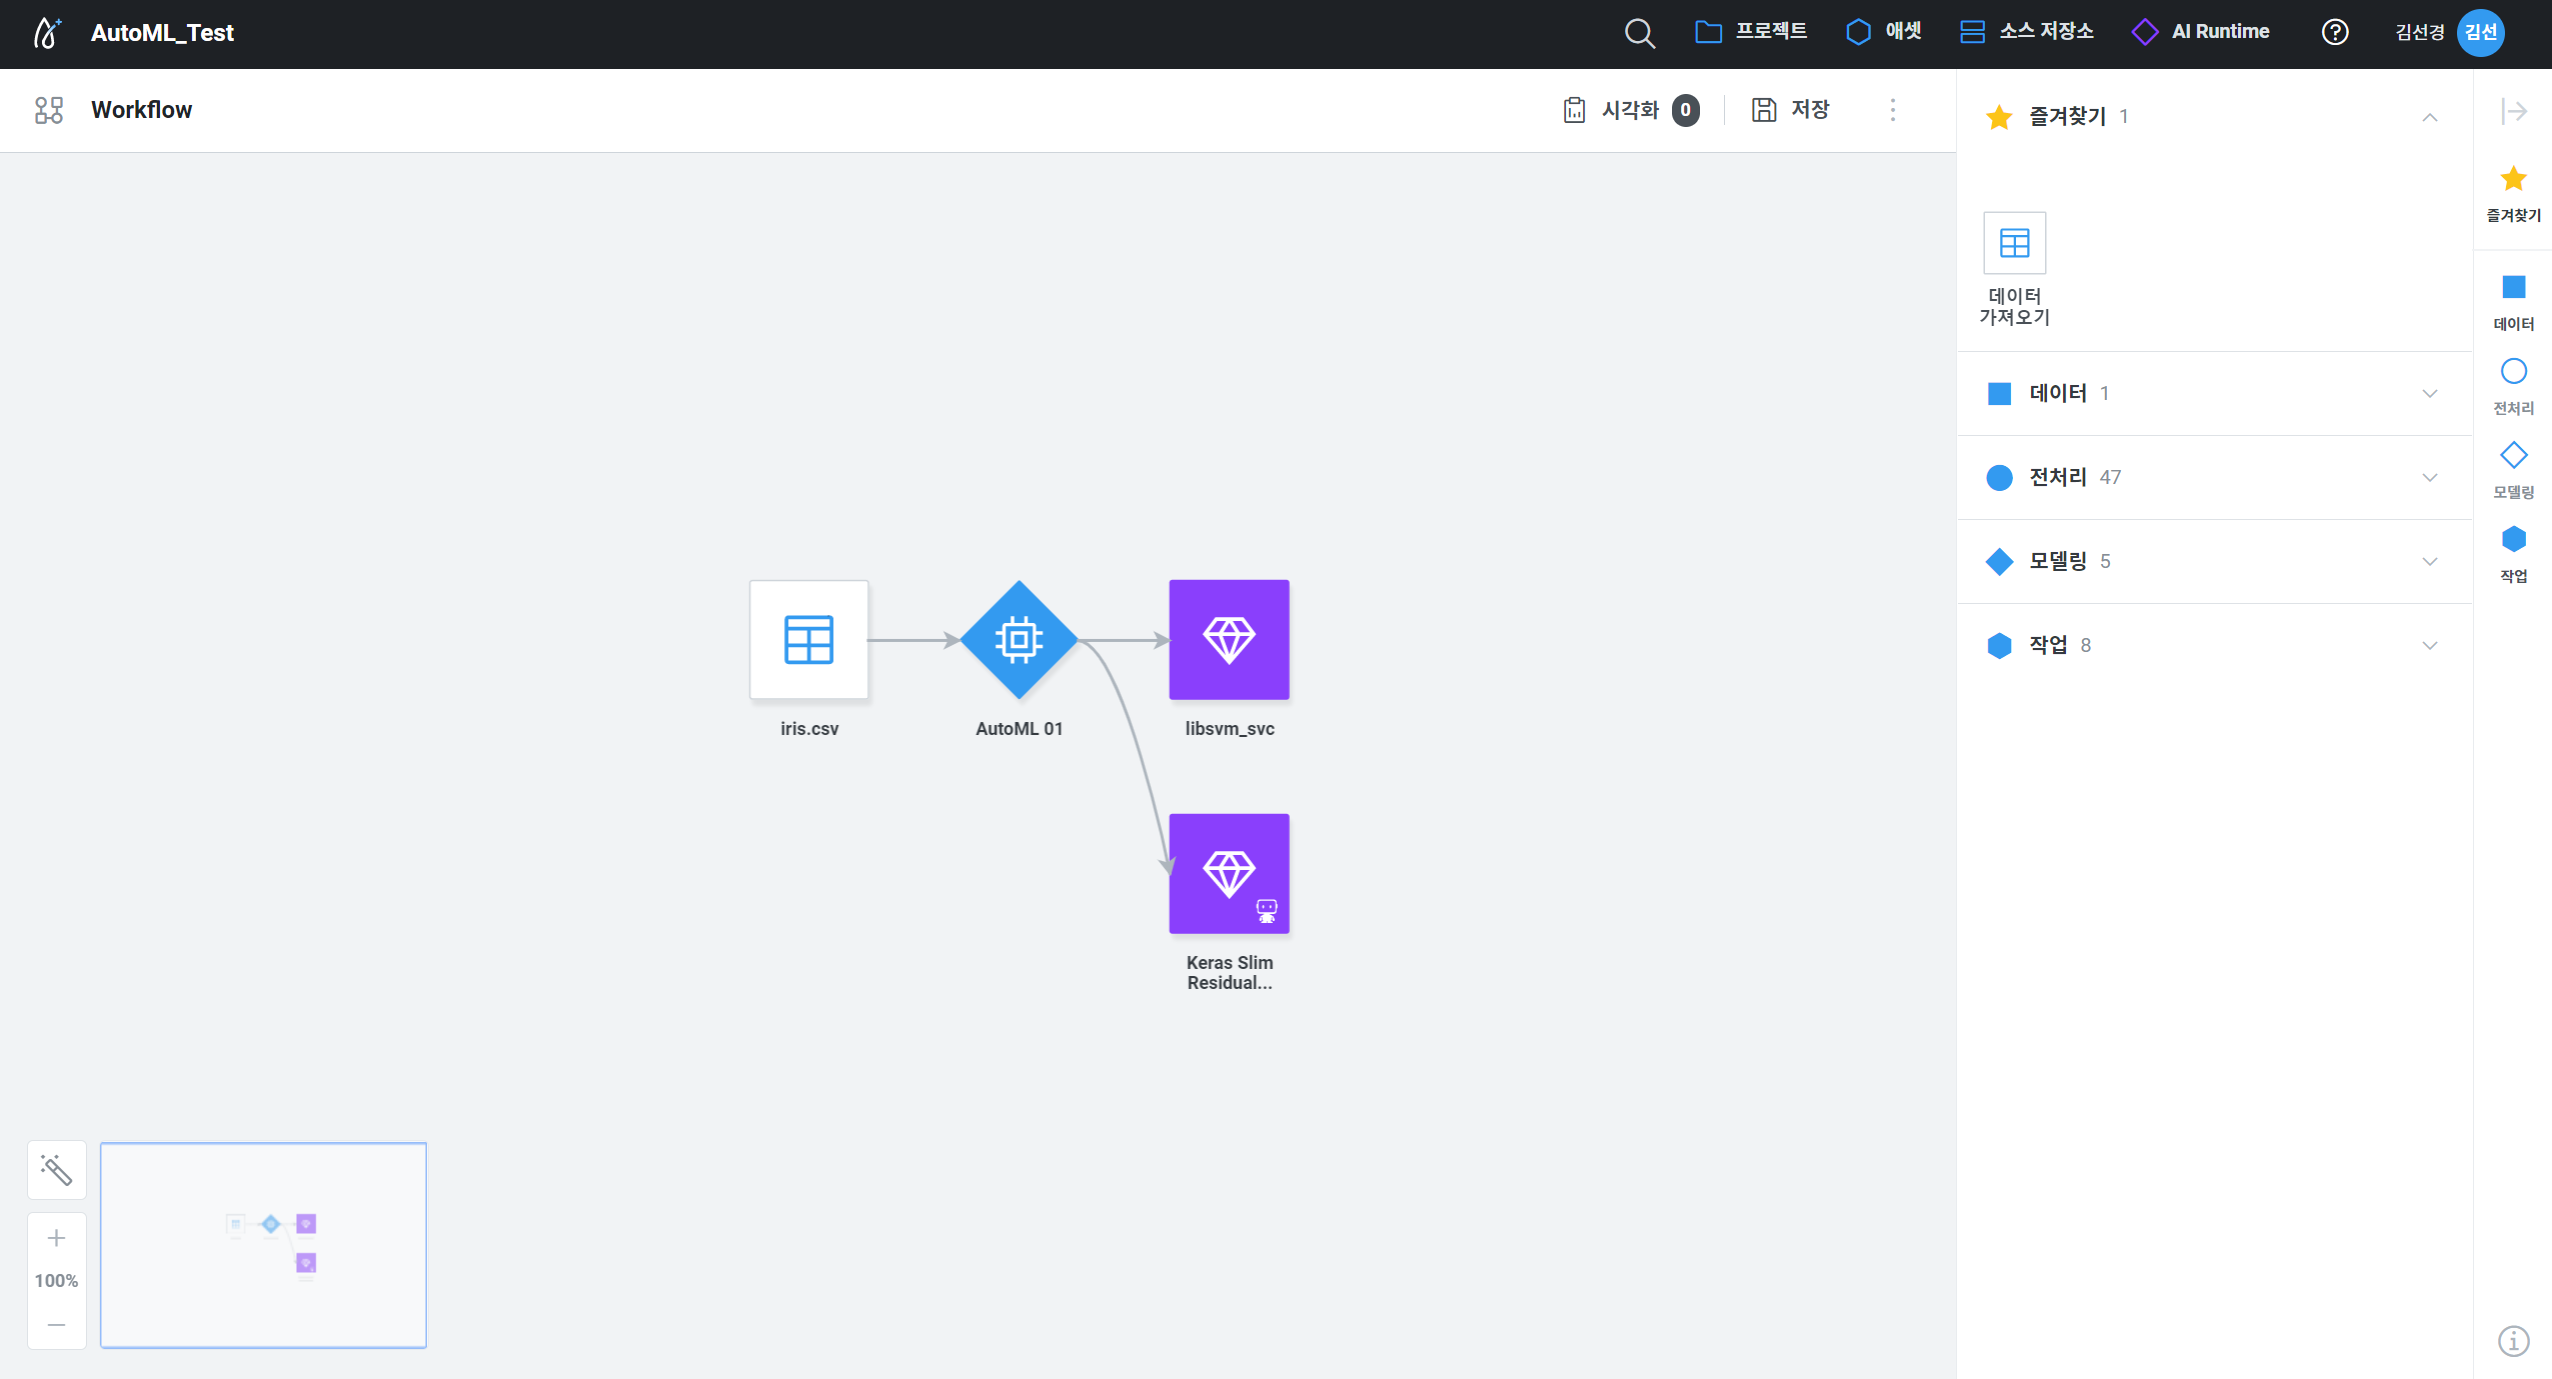 AutoML_Test
프로젝트
애셋
소스 저장소
AI Runtime
김선경
김선
Workflow
시각화 0
저장
즐겨찾기 1
데이터
가져오기
데이터 1
전처리 47
모델링 5
작업 8
즐겨찾기
데이터
전처리
모델링
작업
iris.csv
AutoML 01
libsvm_svc
Keras Slim
Residual...
100%